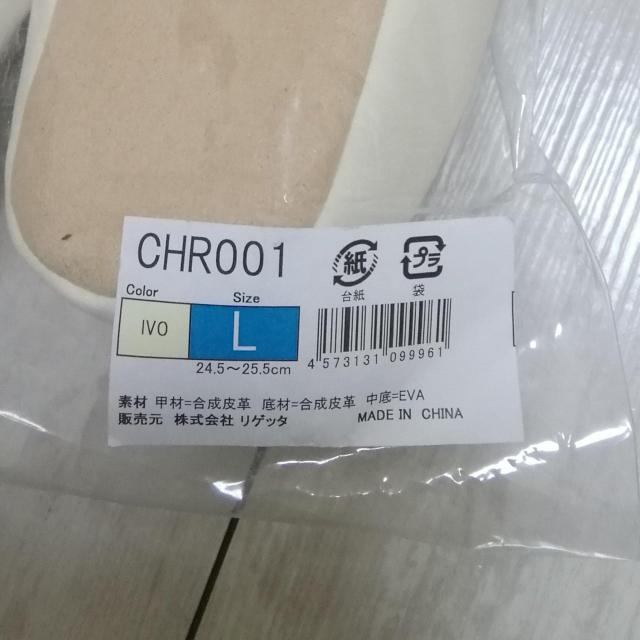 CHR001
紙 プラ
台紙 袋
Color Size
IVO L
24.5～25.5cm
4 573131 099961
素材 甲材=合成皮革 底材=合成皮革 中底=EVA
販売元 株式会社 リゲッタ MADE IN CHINA